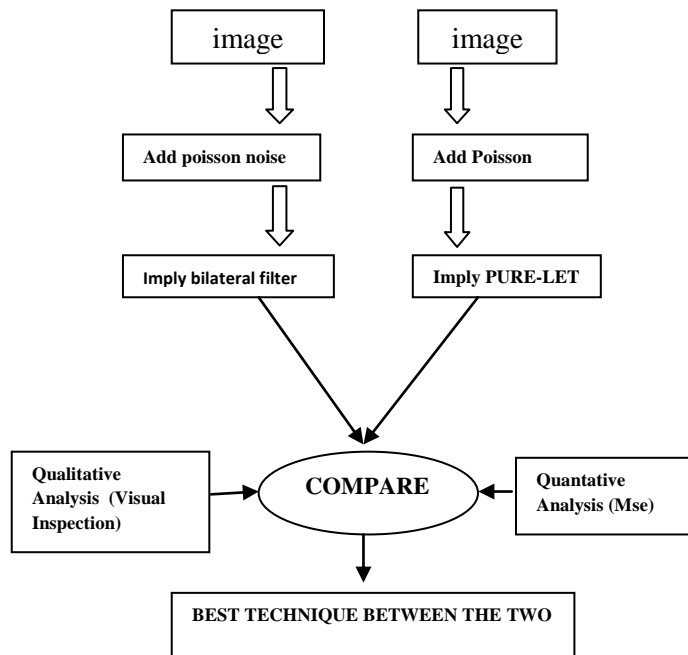 image
image
Add poisson noise
Add Poisson
Imply bilateral filter
Imply PURE-LET
Qualitative
Analysis (Visual
Inspection)
COMPARE
Quantative
Analysis (Mse)
BEST TECHNIQUE BETWEEN THE TWO